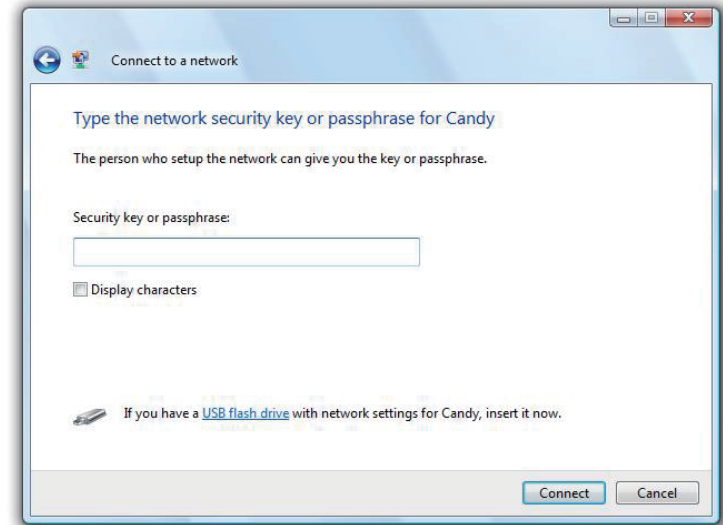 Connect to a network
Type the network security key or passphrase for Candy
The person who setup the network can give you the key or passphrase.
Security key or passphrase:
Display characters
If you have a USB flash drive with network settings for Candy, insert it now.
Connect Cancel